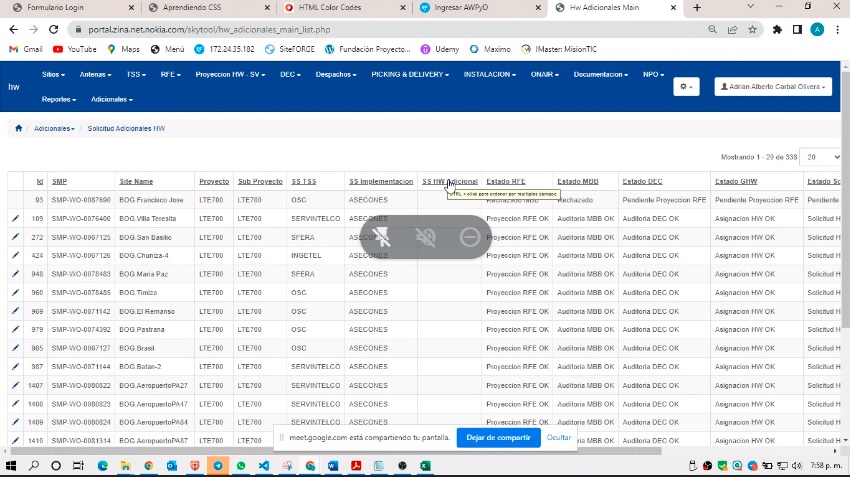 Formulario Login
Aprendiendo CSS
HTML Color Codes
Ingresar AWPyD
Hw Adicionales Main
portal.zina.net.nokia.com/skytool/hw_adicionales_main_list.php
A
Gmail YouTube Maps Menú 172.24.35.182 SiteFORGE Fundación Proyecto... Udemy Maximo IMaster: MisionTIC
hw Sitios Antenas TSS RFE Proyeccion HW - SV DEC Despachos PICKING & DELIVERY INSTALACION ONAIR Documentacion NPO
Reportes Adicionales
Adrian Alberto Carbal Olivera
Adicionales / Solicitud Adicionales HW
Mostrando 1 - 20 de 336 20
Id SMP Site Name Proyecto Sub Proyecto SS TSS SS Implementacion SS HW Adicional Estado RFE Estado MBB Estado DEC Estado GHW Estado So
CTRL + click para ordenar por multiples campos
93 SMP-WO-0087690 BOG.Francisco Jose LTE700 LTE700 OSC ASECONES Rechazado MBB Rechazado Pendiente Proyeccion RFE Pendiente Proyeccion RFE Pendiente
109 SMP-WO-0076400 BOG.Villa Teresita LTE700 LTE700 SERVINTELCO ASECONES Proyeccion RFE OK Auditoria MBB OK Auditoria DEC OK Asignacion HW OK Solicitud H
272 SMP-WO-0067125 BOG.San Basilio LTE700 LTE700 SFERA Proyeccion RFE OK Auditoria MBB OK Auditoria DEC OK Asignacion HW OK Solicitud H
424 SMP-WO-0067126 BOG.Chuniza-4 LTE700 LTE700 INGETEL Proyeccion RFE OK Auditoria MBB OK Auditoria DEC OK Asignacion HW OK Solicitud H
948 SMP-WO-0078483 BOG.Maria Paz LTE700 LTE700 SFERA ASECONES Proyeccion RFE OK Auditoria MBB OK Auditoria DEC OK Asignacion HW OK Solicitud H
960 SMP-WO-0078485 BOG.Timiza LTE700 LTE700 OSC ASECONES Proyeccion RFE OK Auditoria MBB OK Auditoria DEC OK Asignacion HW OK Solicitud H
969 SMP-WO-0071142 BOG.El Remanso LTE700 LTE700 OSC ASECONES Proyeccion RFE OK Auditoria MBB OK Auditoria DEC OK Asignacion HW OK Solicitud H
979 SMP-WO-0074392 BOG.Pastrana LTE700 LTE700 OSC ASECONES Proyeccion RFE OK Auditoria MBB OK Auditoria DEC OK Asignacion HW OK Solicitud H
985 SMP-WO-0067127 BOG.Brasil LTE700 LTE700 OSC ASECONES Proyeccion RFE OK Auditoria MBB OK Auditoria DEC OK Asignacion HW OK Solicitud H
987 SMP-WO-0071144 BOG.Batan-2 LTE700 LTE700 SERVINTELCO ASECONES Proyeccion RFE OK Auditoria MBB OK Auditoria DEC OK Asignacion HW OK Solicitud H
1407 SMP-WO-0080822 BOG.AeropuertoPA27 LTE700 LTE700 SERVINTELCO ASECONES Proyeccion RFE OK Auditoria MBB OK Auditoria DEC OK Asignacion HW OK Solicitud H
1408 SMP-WO-0080823 BOG.AeropuertoPA47 LTE700 LTE700 SERVINTELCO ASECONES Proyeccion RFE OK Auditoria MBB OK Auditoria DEC OK Asignacion HW OK Solicitud H
1409 SMP-WO-0080824 BOG.AeropuertoPA84 LTE700 LTE700 SERVINTELCO ASECONES Proyeccion RFE OK Auditoria MBB OK Auditoria DEC OK Asignacion HW OK Solicitud H
1410 SMP-WO-0081314 BOG.AeropuertoPA87 LTE700 Auditoria DEC OK Asignacion HW OK Solicitud H
meet.google.com está compartiendo tu pantalla. Dejar de compartir Ocultar
7:58 p. m.